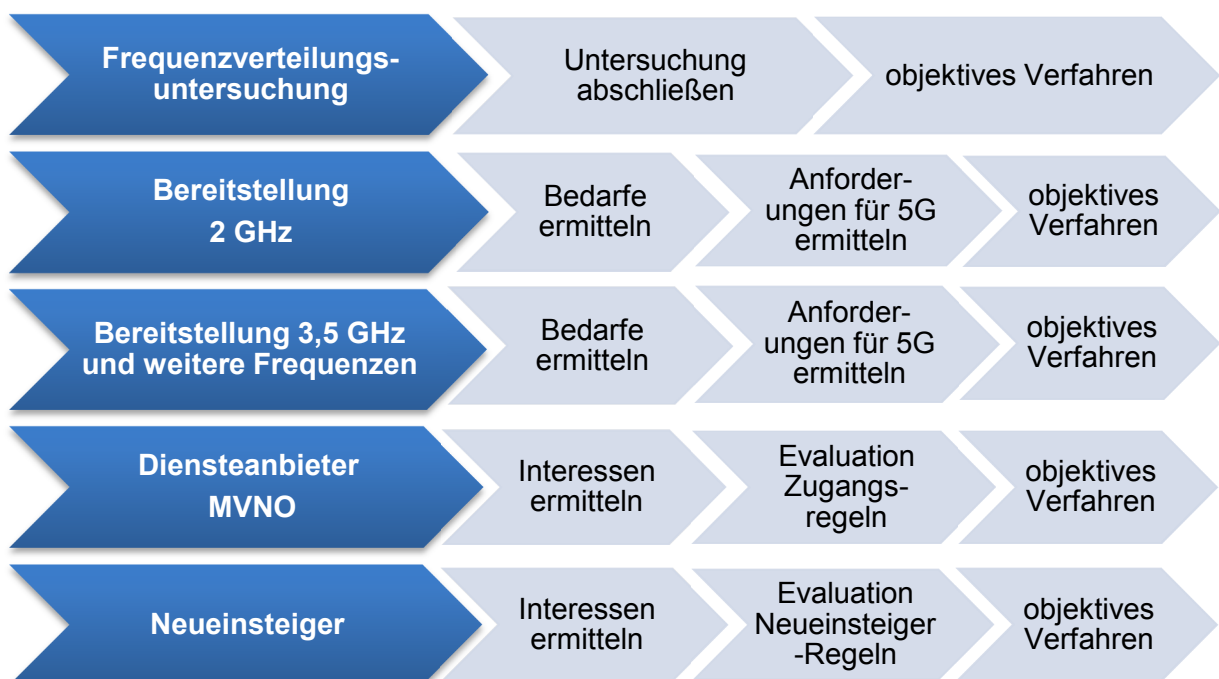 Frequenzverteilungs-
untersuchung
Untersuchung
abschließen
objektives Verfahren
Bereitstellung
2 GHz
Bedarfe
ermitteln
Anforder-
ungen für 5G
ermitteln
objektives
Verfahren
Bereitstellung 3,5 GHz
und weitere Frequenzen
Bedarfe
ermitteln
Anforder-
ungen für 5G
ermitteln
objektives
Verfahren
Diensteanbieter
MVNO
Interessen
ermitteln
Evaluation
Zugangs-
regeln
objektives
Verfahren
Neueinsteiger
Interessen
ermitteln
Evaluation
Neueinsteiger
-Regeln
objektives
Verfahren